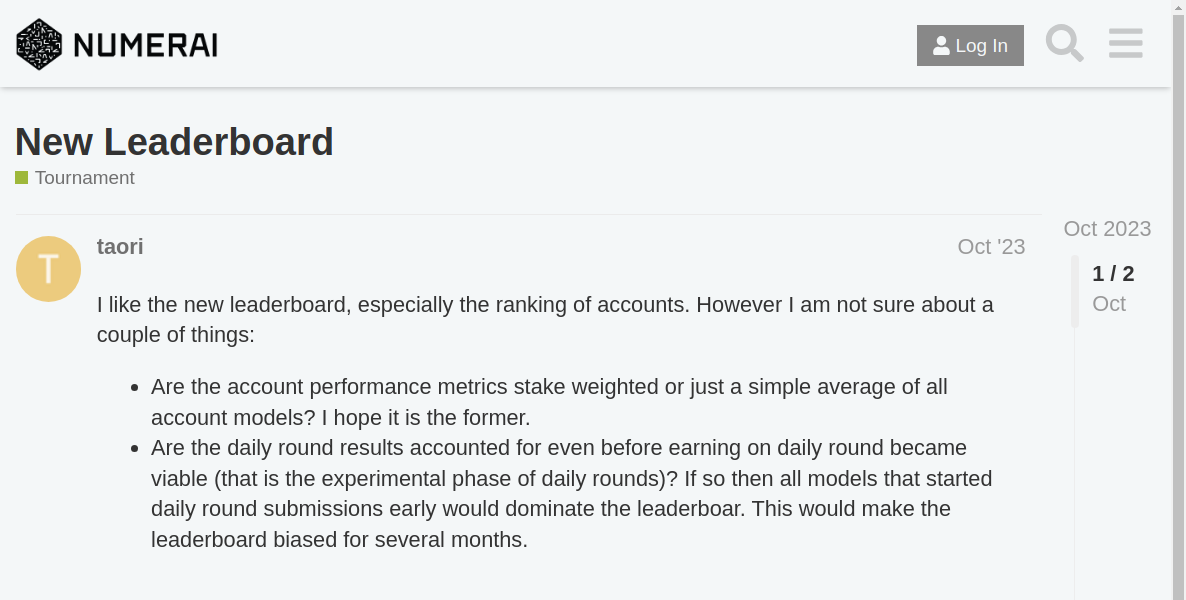 NUMERAI
Log In
New Leaderboard
Tournament
Oct 2023
T
taori
Oct '23
1 / 2
Oct
I like the new leaderboard, especially the ranking of accounts. However I am not sure about a
couple of things:
Are the account performance metrics stake weighted or just a simple average of all
account models? I hope it is the former.
Are the daily round results accounted for even before earning on daily round became
viable (that is the experimental phase of daily rounds)? If so then all models that started
daily round submissions early would dominate the leaderboar. This would make the
leaderboard biased for several months.